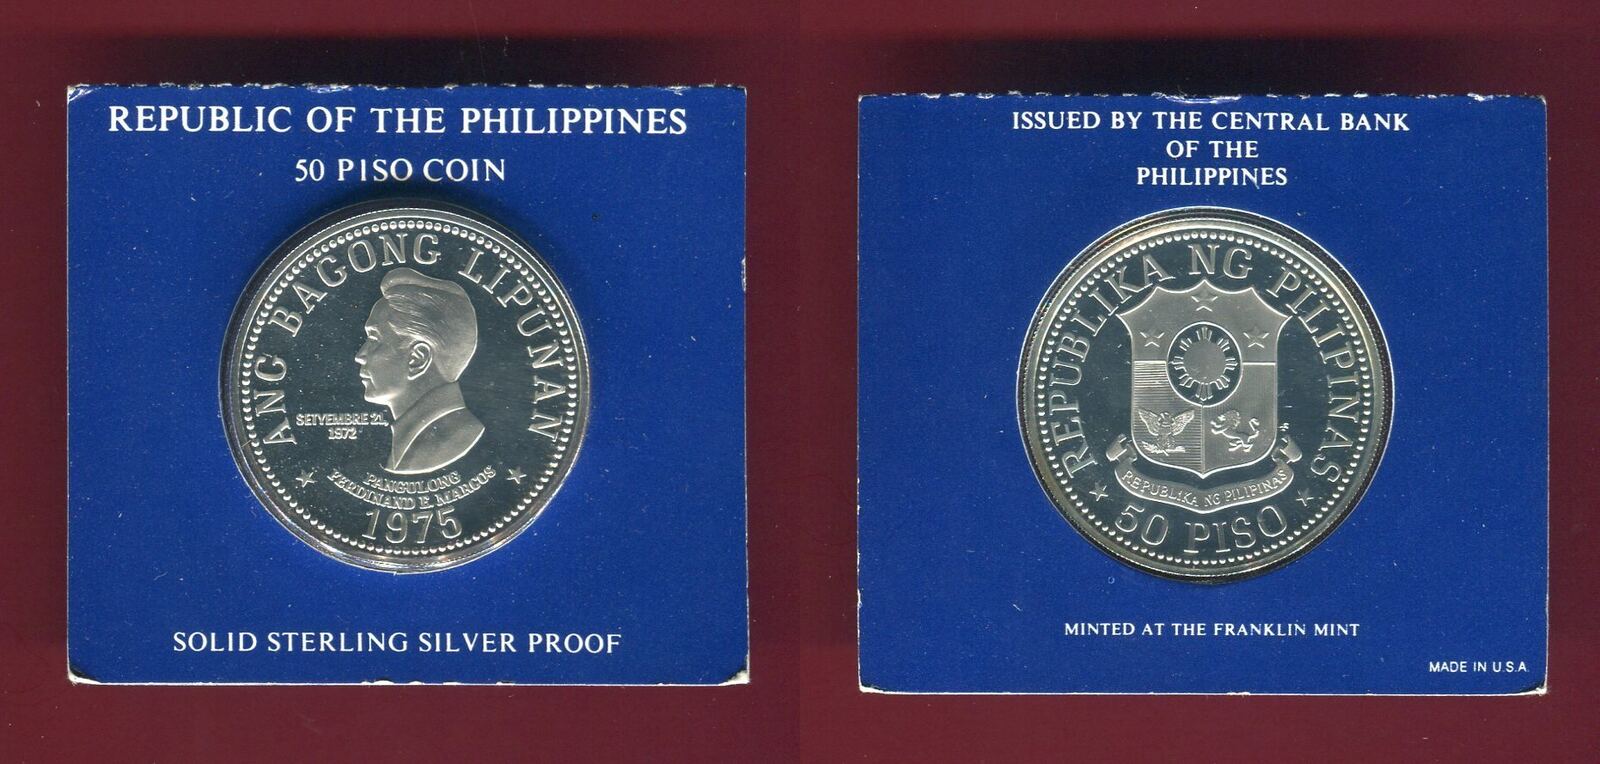 REPUBLIC OF THE PHILIPPINES
50 PISO COIN
ANG BAGONG LIPUNAN
SETYEMBRE 21,
1972
PANGULONG
FERDINAND E. MARCOS
1975
SOLID STERLING SILVER PROOF
ISSUED BY THE CENTRAL BANK
OF THE
PHILIPPINES
REPUBLIKA NG PILIPINAS
REPUBLIKA NG PILIPINAS
50 PISO
MINTED AT THE FRANKLIN MINT
MADE IN U.S.A.